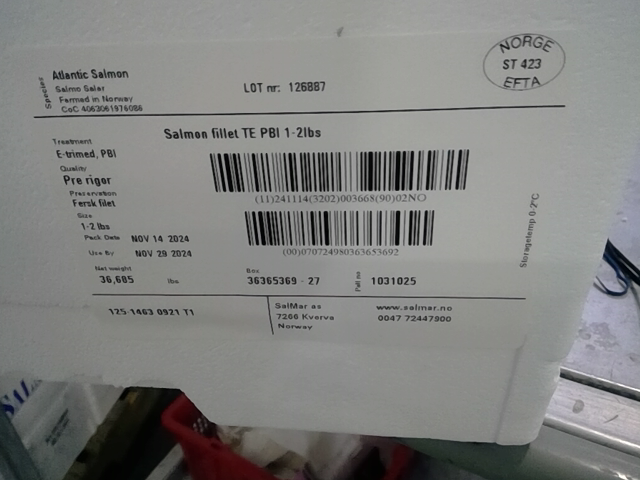 Species
Atlantic Salmon
Salmo Salar
Farmed in Norway
CoC 4063061976086
LOT nr: 126887
NORGE
ST 423
EFTA
Salmon fillet TE PBI 1-2lbs
Treatment
E-trimed, PBI
Quality
Pre rigor
Preservation
Fersk filet
Size
1-2 lbs
Pack Date NOV 14 2024
Use By NOV 29 2024
(11)241114(3202)003668(90)02NO
(00)070724980363653692
Storagetemp 0-2°C
Net weight
36,685 lbs
Box
36365369 - 27
Pall no
1031025
125-1463 0921 T1
SalMar as
7266 Kverva
Norway
www.salmar.no
0047 72447900